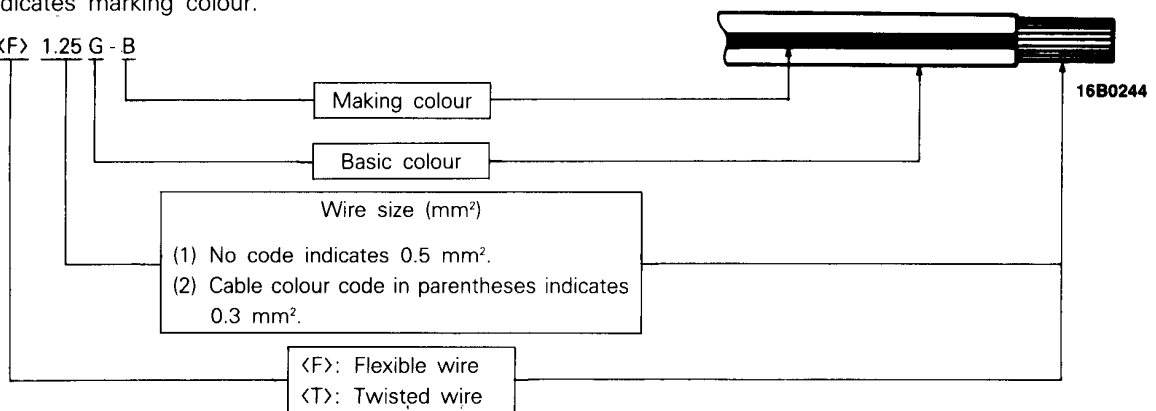 dicates marking colour.
<F> 1.25 G - B
16B0244
Making colour
Basic colour
Wire size (mm²)
(1) No code indicates 0.5 mm².
(2) Cable colour code in parentheses indicates
0.3 mm².
<F>: Flexible wire
<T>: Twisted wire